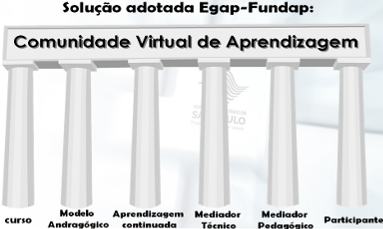 Solução adotada Egap-Fundap:
Comunidade Virtual de Aprendizagem
curso
Modelo
Andragógico
Aprendizagem
continuada
Mediador
Técnico
Mediador
Pedagógico
Participante